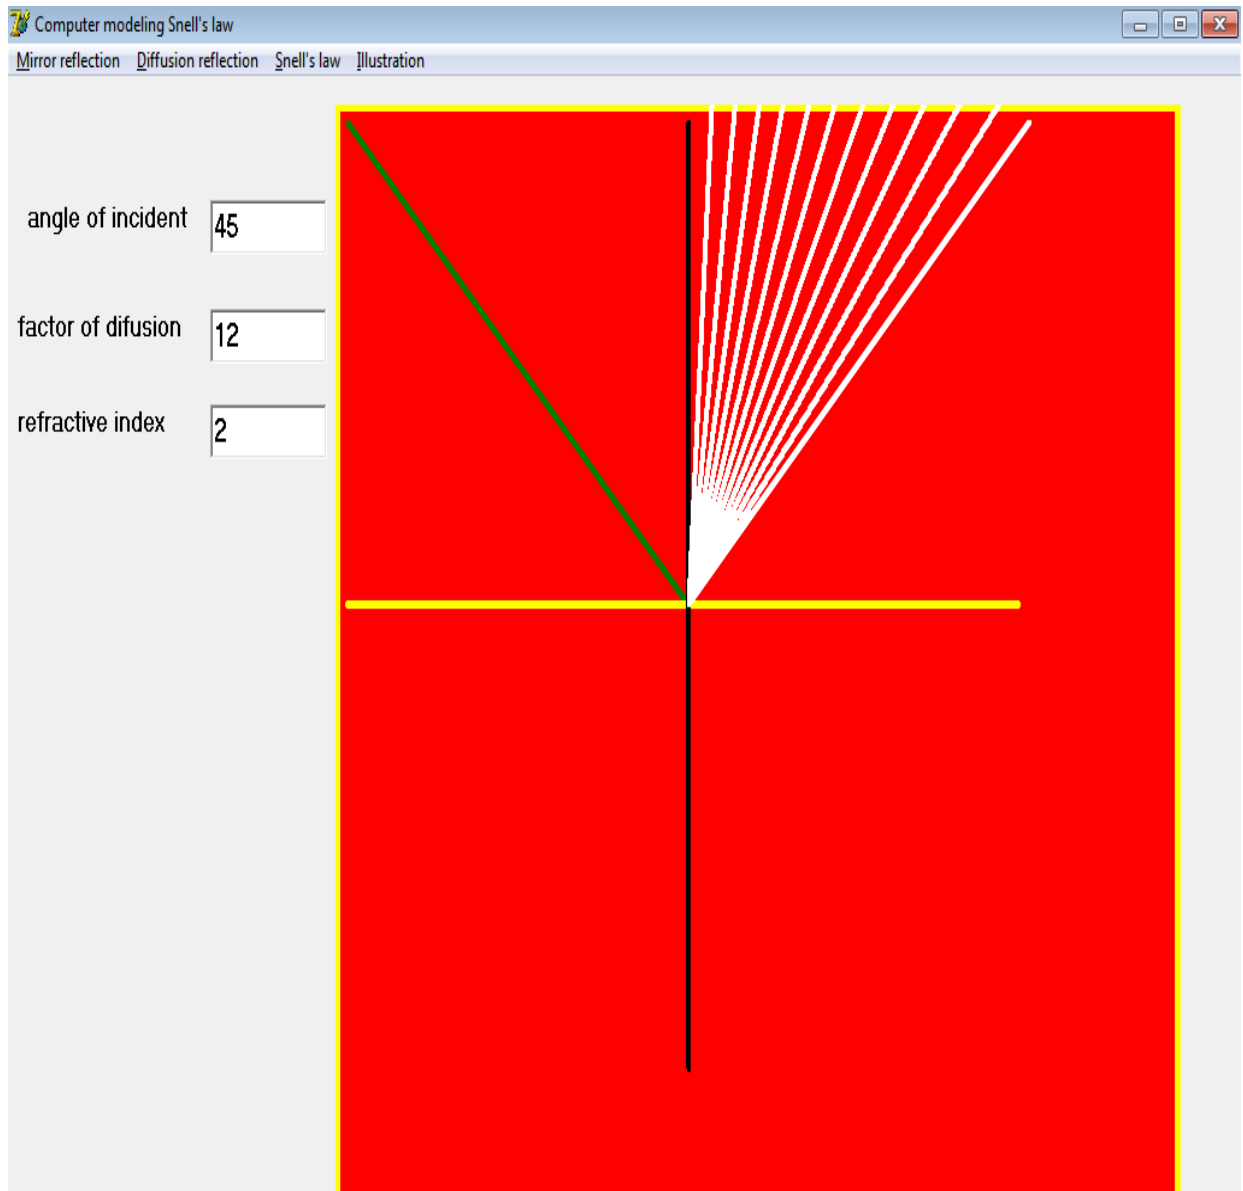 Computer modeling Snell's law
Mirror reflection Diffusion reflection Snell's law Illustration
angle of incident 45
factor of difusion 12
refractive index 2